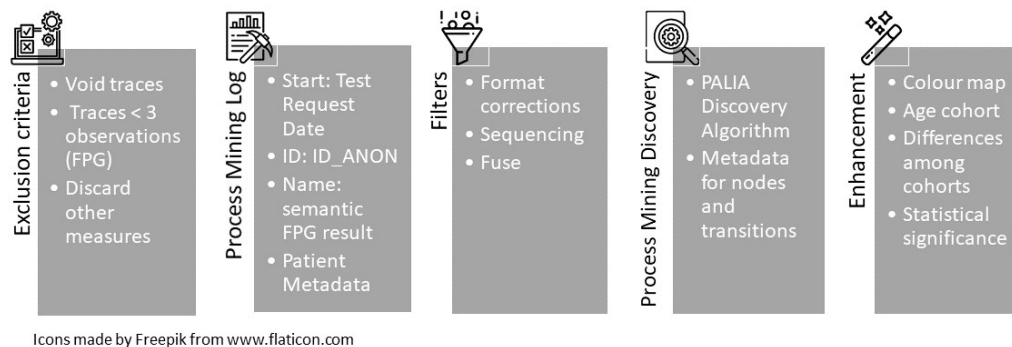 Exclusion criteria
• Void traces
• Traces < 3
observations
(FPG)
• Discard
other
measures
Process Mining Log
• Start: Test
Request
Date
• ID: ID_ANON
• Name:
semantic
FPG result
• Patient
Metadata
Filters
• Format
corrections
• Sequencing
• Fuse
Process Mining Discovery
• PALIA
Discovery
Algorithm
• Metadata
for nodes
and
transitions
Enhancement
• Colour map
• Age cohort
• Differences
among
cohorts
• Statistical
significance
Icons made by Freepik from www.flaticon.com